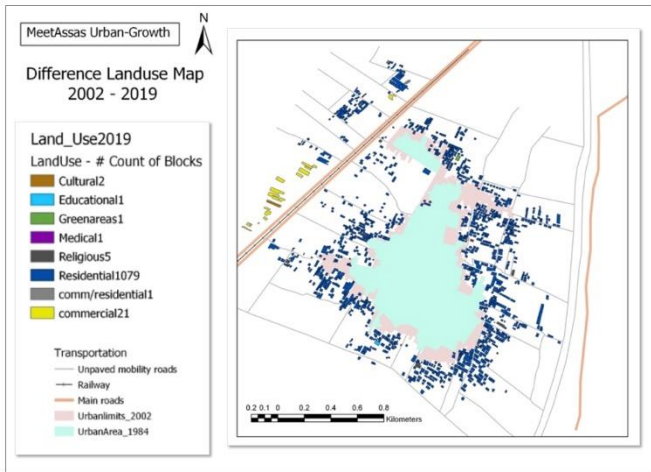 MeetAssas Urban-Growth
N
Difference Landuse Map
2002 - 2019
Land_Use2019
LandUse - # Count of Blocks
Cultural2
Educational1
Greenareas1
Medical1
Religious5
Residential1079
comm/residential1
commercial21
Transportation
Unpaved mobility roads
Railway
Main roads
Urbanlimits_2002
UrbanArea_1984
0.2 0.1 0 0.2 0.4 0.6 0.8
Kilometers